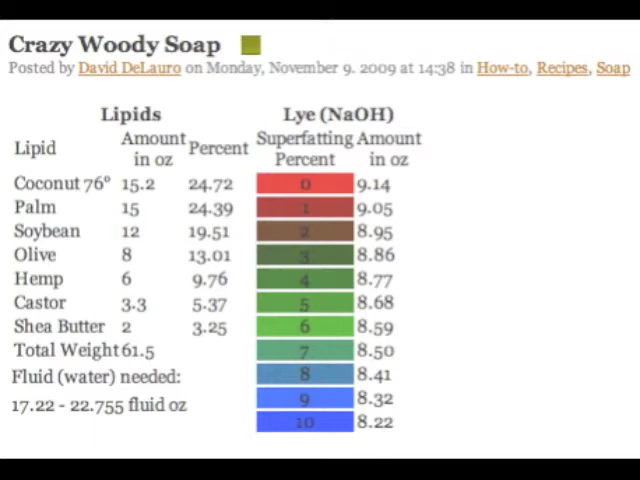 Crazy Woody Soap
Posted by David DeLauro on Monday, November 9. 2009 at 14:38 in How-to, Recipes, Soap
Lipids Lye (NaOH)
Lipid Amount in oz Percent Superfatting Percent Amount in oz
Coconut 76° 15.2 24.72 0 9.14
Palm 15 24.39 1 9.05
Soybean 12 19.51 2 8.95
Olive 8 13.01 3 8.86
Hemp 6 9.76 4 8.77
Castor 3.3 5.37 5 8.68
Shea Butter 2 3.25 6 8.59
Total Weight 61.5 7 8.50
Fluid (water) needed: 8 8.41
17.22 - 22.755 fluid oz 9 8.32
10 8.22